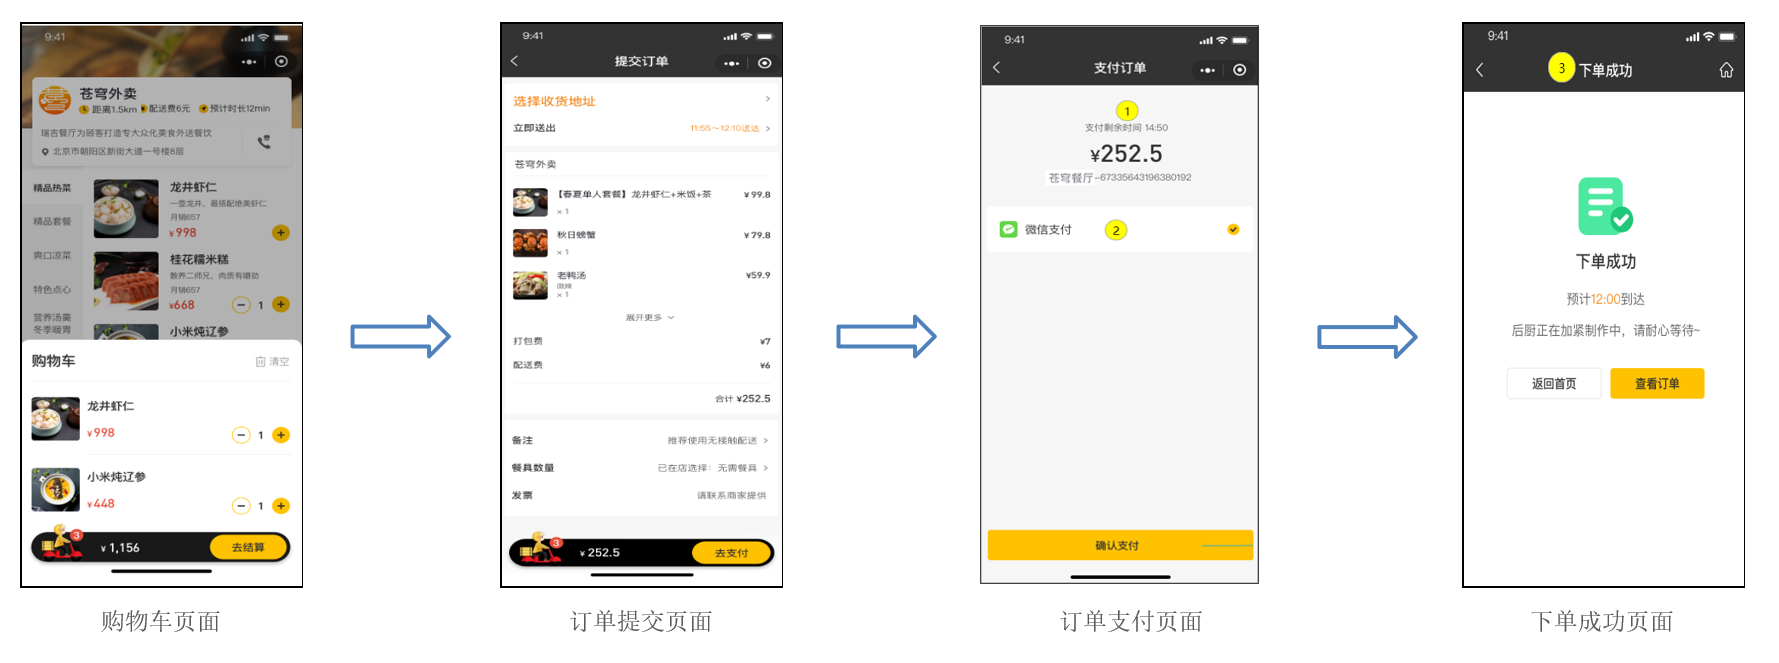 9:41
苍穹外卖
距离1.5km 配送费6元 预计时长12min
瑞吉餐厅为顾客打造专大众化美食外送餐饮
北京市朝阳区新街大道一号楼8层
精品热菜
精品套餐
爽口凉菜
特色点心
营养汤羹
冬季暖胃
龙井虾仁
一壶龙井，最搭配绝美虾仁
月销657
¥998
桂花糯米糕
散养二师兄，肉质有嚼劲
月销657
¥668
1
小米炖辽参
购物车
清空
龙井虾仁
¥998
1
小米炖辽参
¥448
1
3
¥1,156
去结算
购物车页面
9:41
提交订单
选择收货地址
立即送出
11:55～12:10送达
苍穹外卖
【春夏单人套餐】龙井虾仁+米饭+茶
¥99.8
×1
秋日螃蟹
¥79.8
×1
老鸭汤
¥59.9
微辣
×1
展开更多
打包费
¥7
配送费
¥6
合计 ¥252.5
备注
推荐使用无接触配送
餐具数量
已在店选择：无需餐具
发票
请联系商家提供
3
¥252.5
去支付
订单提交页面
9:41
支付订单
1
支付剩余时间 14:50
¥252.5
苍穹餐厅-67335643196380192
微信支付
2
确认支付
订单支付页面
9:41
3
下单成功
下单成功
预计12:00到达
后厨正在加紧制作中，请耐心等待~
返回首页
查看订单
下单成功页面